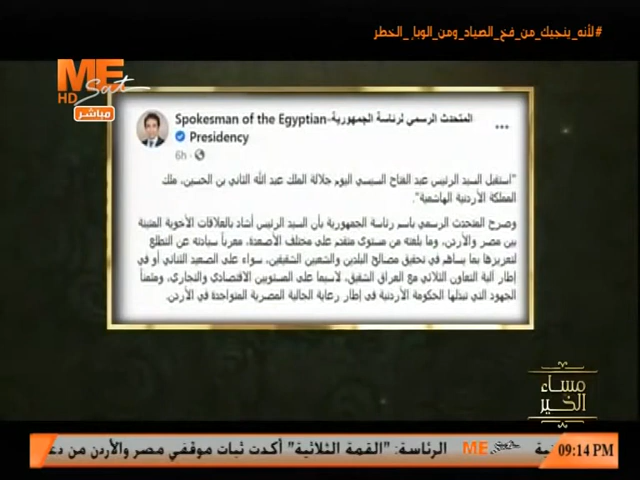 #لأنه_ينجيك_من_فخ_الصياد_ومن_الوبإ_الخطر
ME
Sat
HD
مباشر
Spokesman of the Egyptian-المتحدث الرسمي لرئاسة الجمهورية
Presidency
6h
"استقبل السيد الرئيس عبد الفتاح السيسي اليوم جلالة الملك عبد الله الثاني بن الحسين، ملك
المملكة الأردنية الهاشمية".
وصرح المتحدث الرسمي باسم رئاسة الجمهورية بأن السيد الرئيس أشاد بالعلاقات الأخوية المتينة
بين مصر والأردن، وما بلغته من مستوى متقدم على مختلف الأصعدة، معرباً سيادته عن التطلع
لتعزيزها بما يساهم في تحقيق مصالح البلدين والشعبين الشقيقين، سواء على الصعيد الثنائي أو في
إطار آلية التعاون الثلاثي مع العراق الشقيق، لاسيما على المستويين الاقتصادي والتجاري، ومثمناً
الجهود التي تبذلها الحكومة الأردنية في إطار رعاية الجالية المصرية المتواجدة في الأردن.
مساء
الخير
الرئاسة: "القمة الثلاثية" أكدت ثبات موقفي مصر والأردن من دع
ME Sat
09:14 PM